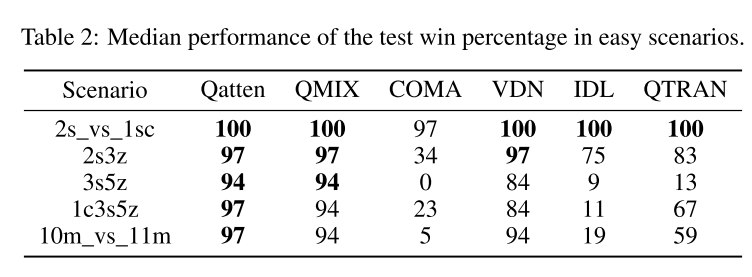 Table 2: Median performance of the test win percentage in easy scenarios.
Scenario Qatten QMIX COMA VDN IDL QTRAN
2s_vs_1sc 100 100 97 100 100 100
2s3z 97 97 34 97 75 83
3s5z 94 94 0 84 9 13
1c3s5z 97 94 23 84 11 67
10m_vs_11m 97 94 5 94 19 59